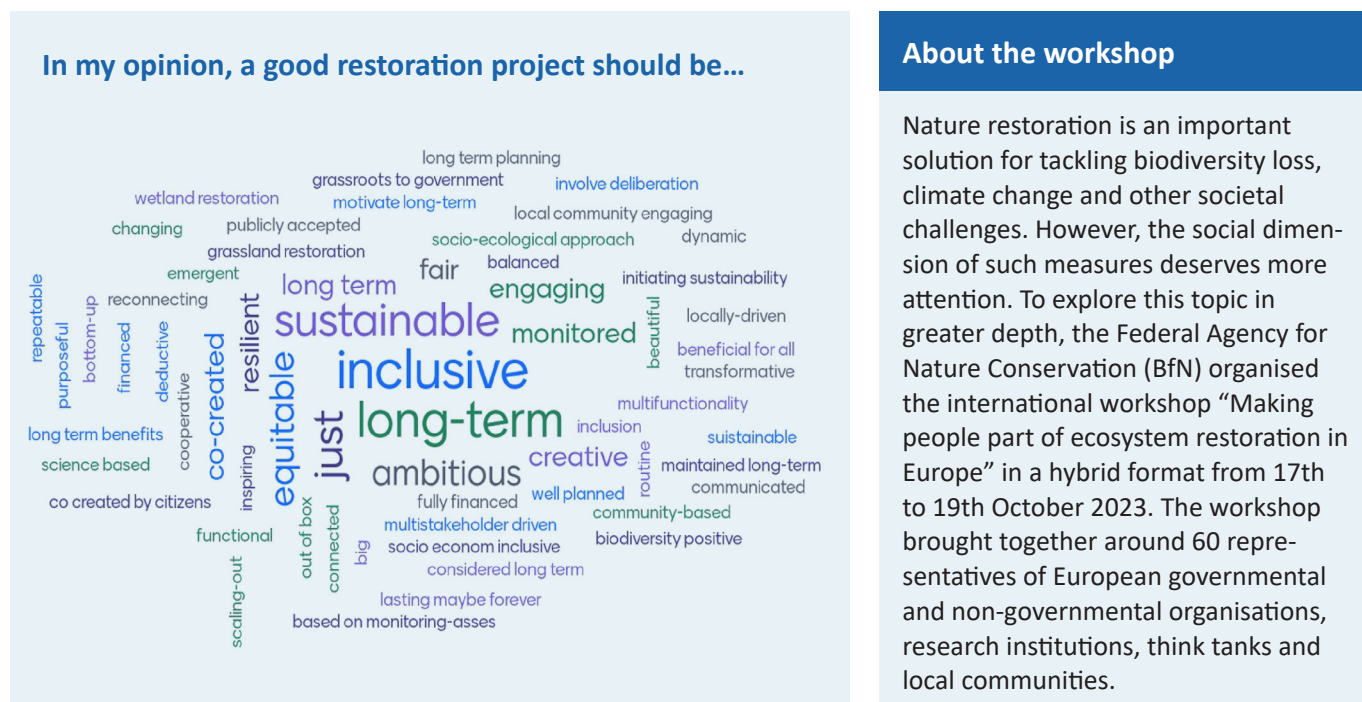 In my opinion, a good restoration project should be…
long term planning
grassroots to government
involve deliberation
wetland restoration
motivate long-term
local community engaging
changing
publicly accepted
socio-ecological approach
dynamic
grassland restoration
fair
balanced
emergent
long term
engaging
initiating sustainability
repeatable
purposeful
bottom-up
reconnecting
financed
deductive
cooperative
co-created
resilient
sustainable
monitored
beautiful
locally-driven
beneficial for all
transformative
inclusive
equitable
just
long-term
multifunctionality
inclusion
suistainable
long term benefits
science based
inspiring
ambitious
creative
routine
maintained long-term
communicated
co created by citizens
fully financed
well planned
community-based
functional
out of box
connected
big
multistakeholder driven
socio econom inclusive
biodiversity positive
considered long term
scaling-out
lasting maybe forever
based on monitoring-asses
About the workshop
Nature restoration is an important
solution for tackling biodiversity loss,
climate change and other societal
challenges. However, the social dimen-
sion of such measures deserves more
attention. To explore this topic in
greater depth, the Federal Agency for
Nature Conservation (BfN) organised
the international workshop “Making
people part of ecosystem restoration in
Europe” in a hybrid format from 17th
to 19th October 2023. The workshop
brought together around 60 repre-
sentatives of European governmental
and non-governmental organisations,
research institutions, think tanks and
local communities.